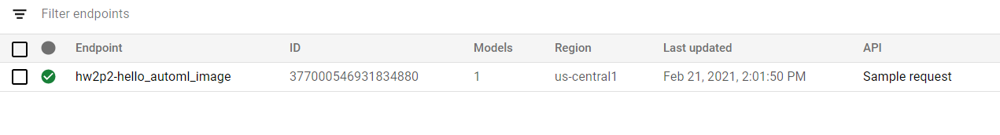 Filter endpoints
Endpoint ID Models Region Last updated API
hw2p2-hello_automl_image 377000546931834880 1 us-central1 Feb 21, 2021, 2:01:50 PM Sample request